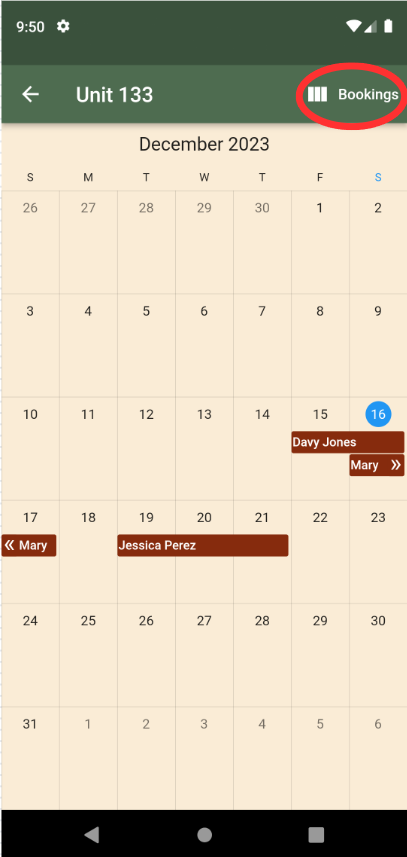 9:50
Unit 133 Bookings
December 2023
S M T W T F S
26 27 28 29 30 1 2
3 4 5 6 7 8 9
10 11 12 13 14 15 16
Davy Jones
Mary »
17 18 19 20 21 22 23
« Mary Jessica Perez
24 25 26 27 28 29 30
31 1 2 3 4 5 6